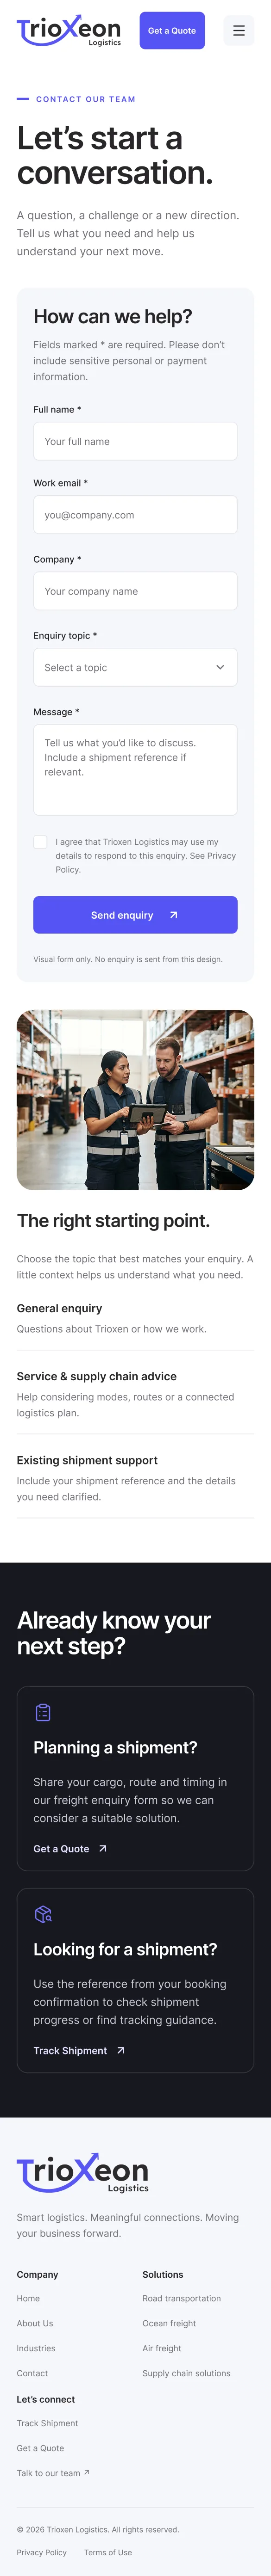 TrioXeon
Logistics
Get a Quote
CONTACT OUR TEAM
Let’s start a
conversation.
A question, a challenge or a new direction.
Tell us what you need and help us
understand your next move.
How can we help?
Fields marked * are required. Please don’t
include sensitive personal or payment
information.
Full name *
Your full name
Work email *
you@company.com
Company *
Your company name
Enquiry topic *
Select a topic
Message *
Tell us what you’d like to discuss.
Include a shipment reference if
relevant.
I agree that Trioxen Logistics may use my
details to respond to this enquiry. See Privacy
Policy.
Send enquiry
Visual form only. No enquiry is sent from this design.
The right starting point.
Choose the topic that best matches your enquiry. A
little context helps us understand what you need.
General enquiry
Questions about Trioxen or how we work.
Service & supply chain advice
Help considering modes, routes or a connected
logistics plan.
Existing shipment support
Include your shipment reference and the details
you need clarified.
Already know your
next step?
Planning a shipment?
Share your cargo, route and timing in
our freight enquiry form so we can
consider a suitable solution.
Get a Quote
Looking for a shipment?
Use the reference from your booking
confirmation to check shipment
progress or find tracking guidance.
Track Shipment
TrioXeon
Logistics
Smart logistics. Meaningful connections. Moving
your business forward.
Company
Home
About Us
Industries
Contact
Solutions
Road transportation
Ocean freight
Air freight
Supply chain solutions
Let’s connect
Track Shipment
Get a Quote
Talk to our team ↗
© 2026 Trioxen Logistics. All rights reserved.
Privacy Policy Terms of Use